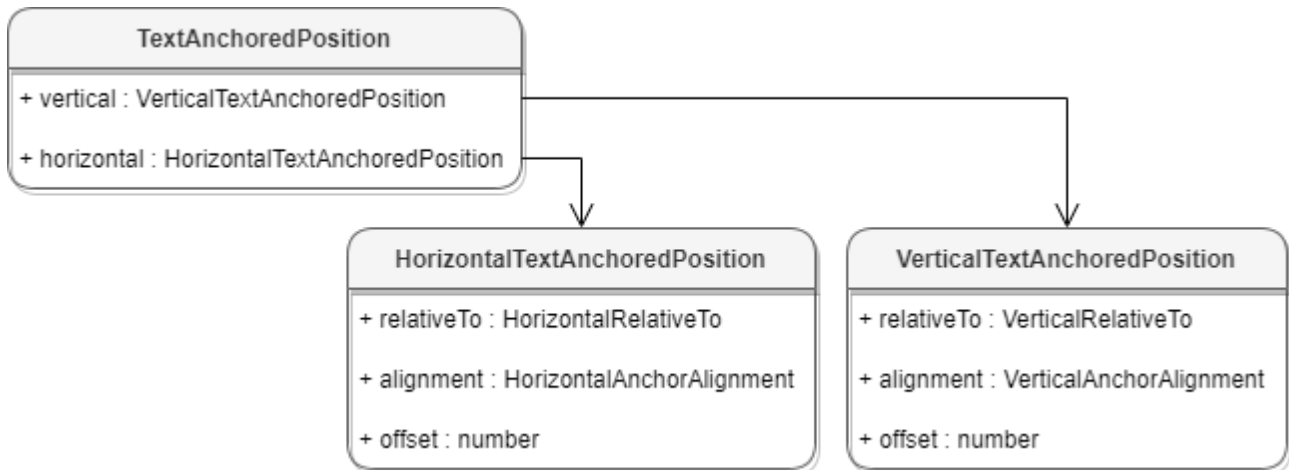 TextAnchoredPosition
+ vertical : VerticalTextAnchoredPosition
+ horizontal : HorizontalTextAnchoredPosition
HorizontalTextAnchoredPosition
+ relativeTo : HorizontalRelativeTo
+ alignment : HorizontalAnchorAlignment
+ offset : number
VerticalTextAnchoredPosition
+ relativeTo : VerticalRelativeTo
+ alignment : VerticalAnchorAlignment
+ offset : number